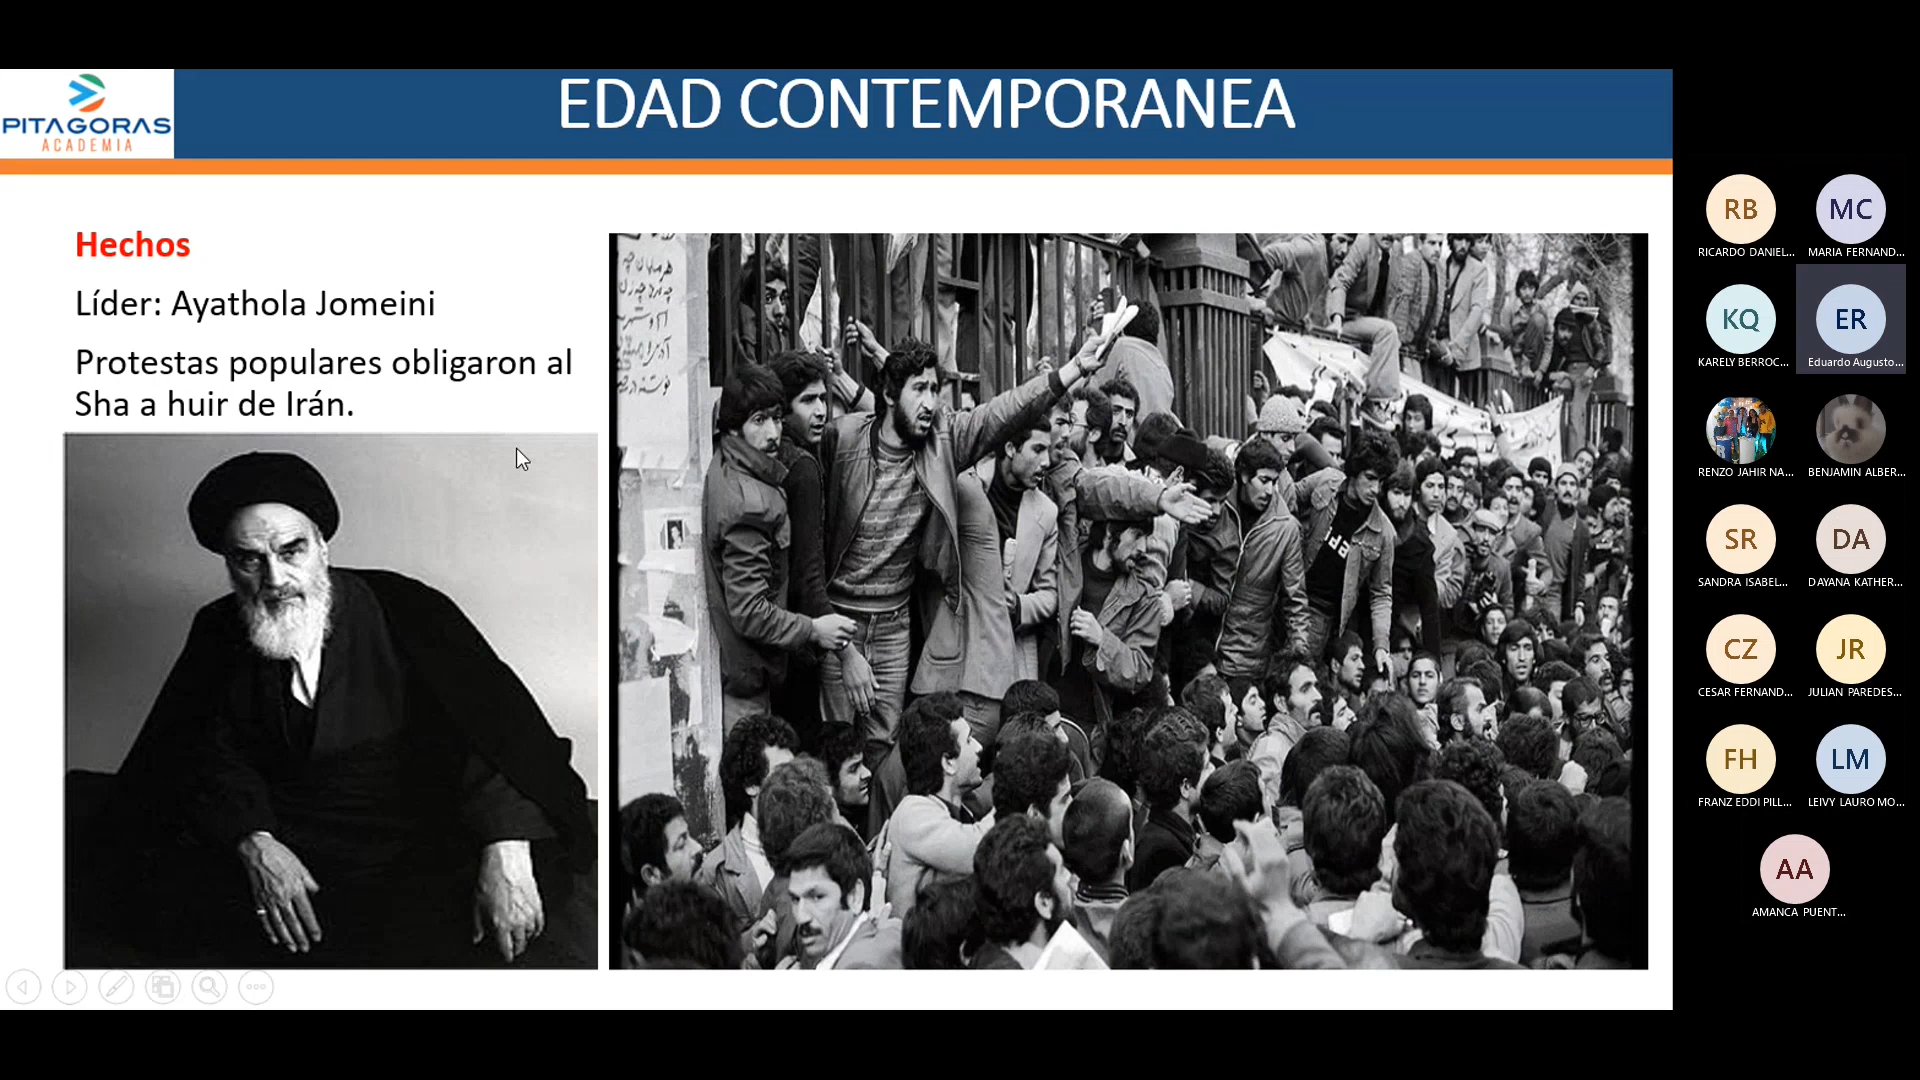 EDAD CONTEMPORANEA
PITAGORAS
ACADEMIA
Hechos
Líder: Ayathola Jomeini
Protestas populares obligaron al
Sha a huir de Irán.
RB
RICARDO DANIEL...
MC
MARIA FERNAND...
KQ
KARELY BERROC...
ER
Eduardo Augusto...
RENZO JAHIR NA...
BENJAMIN ALBER...
SR
SANDRA ISABEL...
DA
DAYANA KATHER...
CZ
CESAR FERNAND...
JR
JULIAN PAREDES...
FH
FRANZ EDDI PILL...
LM
LEIVY LAURO MO...
AA
AMANCA PUENT...